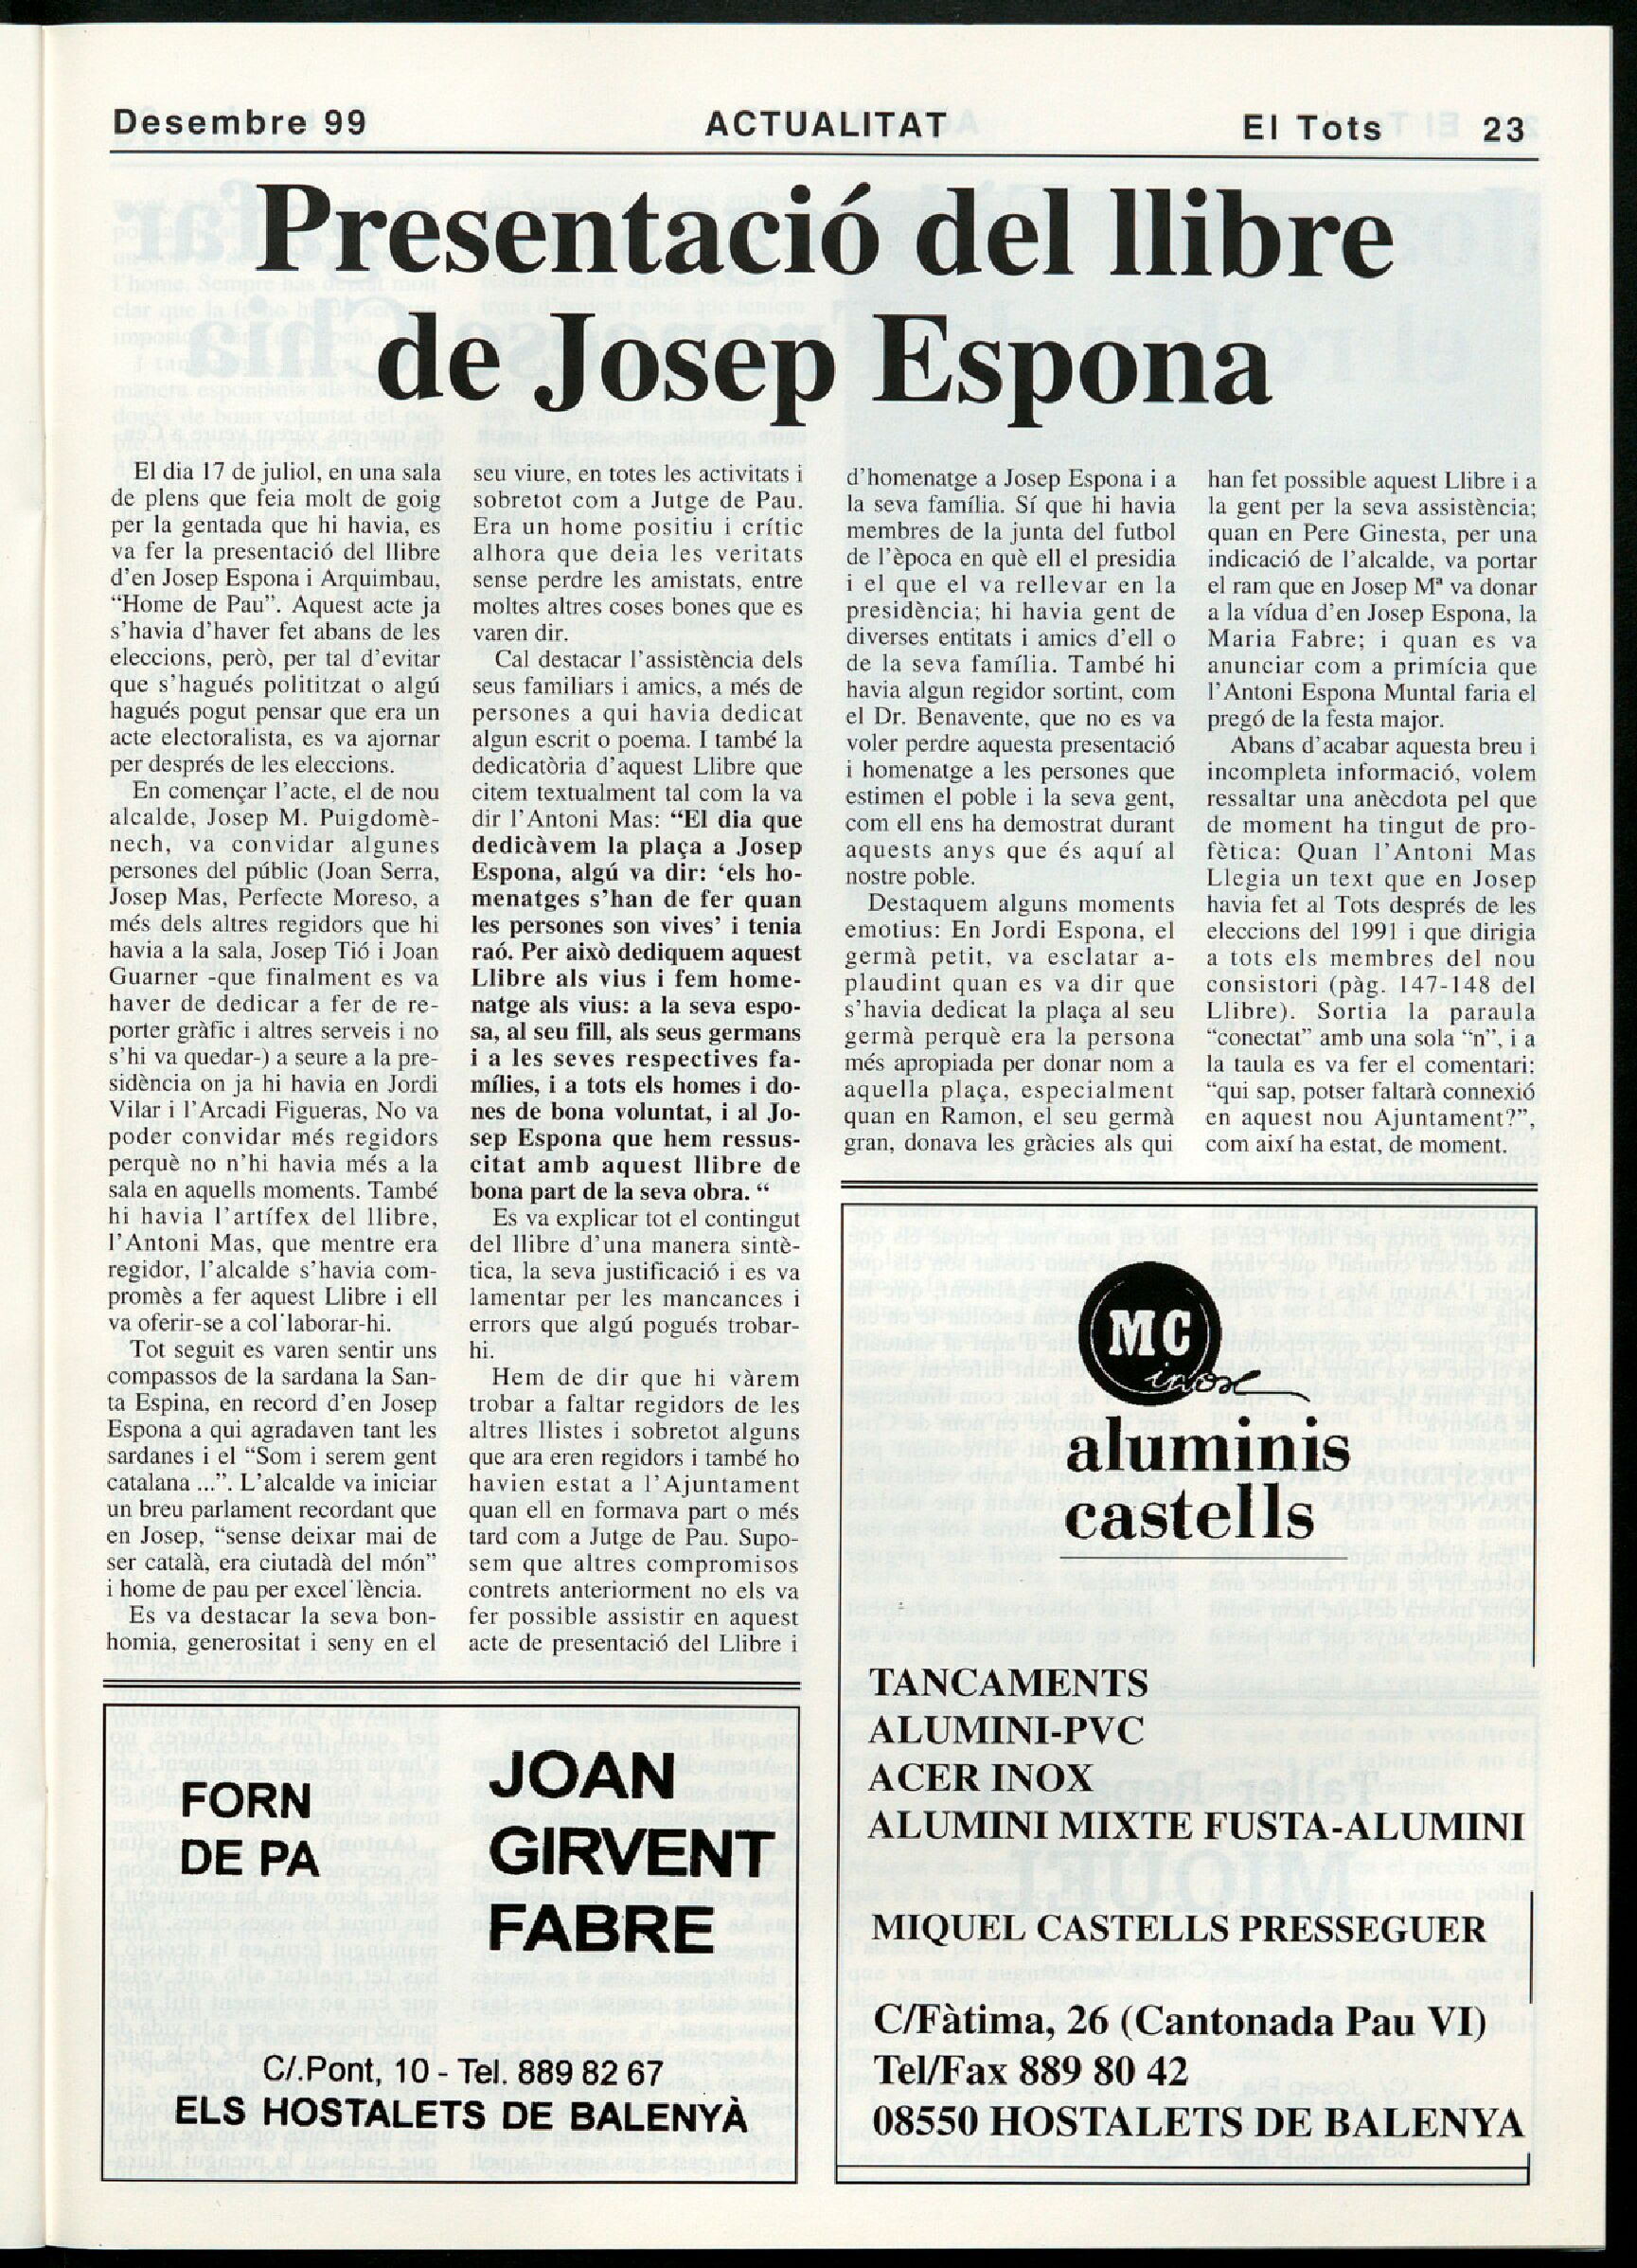 Desembre 99 ACTUALITAT El Tots 23
Presentació del llibre
de Josep Espona
El dia 17 de juliol, en una sala
de plens que feia molt de goig
per la gentada que hi havia, es
va fer la presentació del llibre
d'en Josep Espona i Arquimbau,
“Home de Pau”. Aquest acte ja
s'havia d'haver fet abans de les
eleccions, però, per tal d'evitar
que s'hagués polititzat o algú
hagués pogut pensar que era un
acte electoralista, es va ajornar
per després de les eleccions.
En començar l'acte, el de nou
alcalde, Josep M. Puigdomè-
nech, va convidar algunes
persones del públic (Joan Serra,
Josep Mas, Perfecte Moreso, a
més dels altres regidors que hi
havia a la sala, Josep Tió i Joan
Guarner -que finalment es va
haver de dedicar a fer de re-
porter gràfic i altres serveis i no
s'hi va quedar-) a seure a la pre-
sidència on ja hi havia en Jordi
Vilar i l'Arcadi Figueras, No va
poder convidar més regidors
perquè no n'hi havia més a la
sala en aquells moments. També
hi havia l'artífex del llibre,
l'Antoni Mas, que mentre era
regidor, l'alcalde s'havia com-
promès a fer aquest Llibre i ell
va oferir-se a col·laborar-hi.
Tot seguit es varen sentir uns
compassos de la sardana la San-
ta Espina, en record d'en Josep
Espona a qui agradaven tant les
sardanes i el “Som i serem gent
catalana ...”. L'alcalde va iniciar
un breu parlament recordant que
en Josep, “sense deixar mai de
ser català, era ciutadà del món”
i home de pau per excel·lència.
Es va destacar la seva bon-
homia, generositat i seny en el
seu viure, en totes les activitats i
sobretot com a Jutge de Pau.
Era un home positiu i crític
alhora que deia les veritats
sense perdre les amistats, entre
moltes altres coses bones que es
varen dir.
Cal destacar l'assistència dels
seus familiars i amics, a més de
persones a qui havia dedicat
algun escrit o poema. I també la
dedicatòria d'aquest Llibre que
citem textualment tal com la va
dir l'Antoni Mas: “El dia que
dedicàvem la plaça a Josep
Espona, algú va dir: ‘els ho-
menatges s'han de fer quan
les persones son vives’ i tenia
raó. Per això dediquem aquest
Llibre als vius i fem home-
natge als vius: a la seva espo-
sa, al seu fill, als seus germans
i a les seves respectives fa-
mílies, i a tots els homes i do-
nes de bona voluntat, i al Jo-
sep Espona que hem ressus-
citat amb aquest llibre de
bona part de la seva obra. “
Es va explicar tot el contingut
del llibre d'una manera sintè-
tica, la seva justificació i es va
lamentar per les mancances i
errors que algú pogués trobar-
hi.
Hem de dir que hi vàrem
trobar a faltar regidors de les
altres llistes i sobretot alguns
que ara eren regidors i també ho
havien estat a l'Ajuntament
quan ell en formava part o més
tard com a Jutge de Pau. Supo-
sem que altres compromisos
contrets anteriorment no els va
fer possible assistir en aquest
acte de presentació del Llibre i
d'homenatge a Josep Espona i a
la seva família. Sí que hi havia
membres de la junta del futbol
de l'època en què ell el presidia
i el que el va rellevar en la
presidència; hi havia gent de
diverses entitats i amics d'ell o
de la seva família. També hi
havia algun regidor sortint, com
el Dr. Benavente, que no es va
voler perdre aquesta presentació
i homenatge a les persones que
estimen el poble i la seva gent,
com ell ens ha demostrat durant
aquests anys que és aquí al
nostre poble.
Destaquem alguns moments
emotius: En Jordi Espona, el
germà petit, va esclatar a-
plaudint quan es va dir que
s'havia dedicat la plaça al seu
germà perquè era la persona
més apropiada per donar nom a
aquella plaça, especialment
quan en Ramon, el seu germà
gran, donava les gràcies als qui
han fet possible aquest Llibre i a
la gent per la seva assistència;
quan en Pere Ginesta, per una
indicació de l'alcalde, va portar
el ram que en Josep Mª va donar
a la vídua d'en Josep Espona, la
Maria Fabre; i quan es va
anunciar com a primícia que
l'Antoni Espona Muntal faria el
pregó de la festa major.
Abans d'acabar aquesta breu i
incompleta informació, volem
ressaltar una anècdota pel que
de moment ha tingut de pro-
fètica: Quan l'Antoni Mas
Llegia un text que en Josep
havia fet al Tots després de les
eleccions del 1991 i que dirigia
a tots els membres del nou
consistori (pàg. 147-148 del
Llibre). Sortia la paraula
“conectat” amb una sola “n”, i a
la taula es va fer el comentari:
“qui sap, potser faltarà connexió
en aquest nou Ajuntament?”,
com així ha estat, de moment.
FORN
DE PA
JOAN
GIRVENT
FABRE
C/.Pont, 10 - Tel. 889 82 67
ELS HOSTALETS DE BALENYÀ
MC
inox
aluminis
castells
TANCAMENTS
ALUMINI-PVC
ACER INOX
ALUMINI MIXTE FUSTA-ALUMINI
MIQUEL CASTELLS PRESSEGUER
C/Fàtima, 26 (Cantonada Pau VI)
Tel/Fax 889 80 42
08550 HOSTALETS DE BALENYA